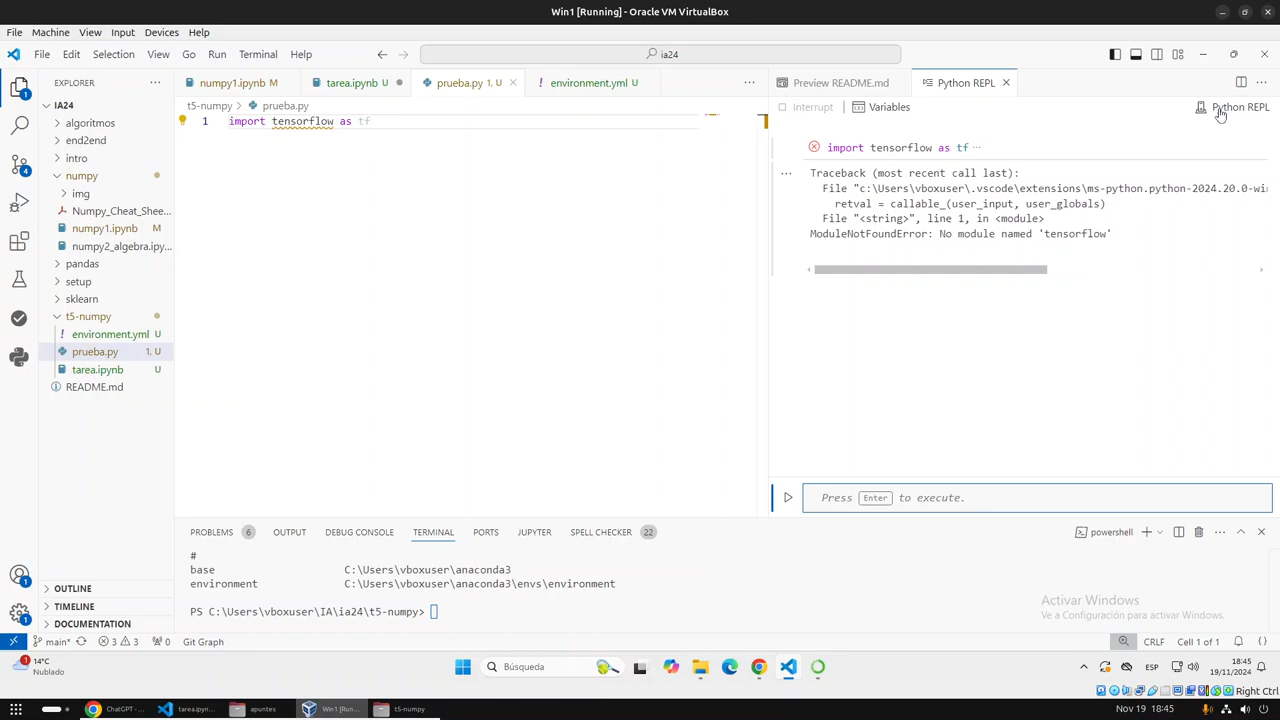 Win1 [Running] - Oracle VM VirtualBox
File Machine View Input Devices Help
File Edit Selection View Go Run Terminal Help
ia24
EXPLORER
numpy1.ipynb M
tarea.ipynb U
prueba.py 1, U
environment.yml U
Preview README.md
Python REPL
IA24
algoritmos
end2end
intro
numpy
img
Numpy_Cheat_Shee...
numpy1.ipynb M
numpy2_algebra.ipy...
pandas
setup
sklearn
t5-numpy
environment.yml U
prueba.py 1, U
tarea.ipynb U
README.md
OUTLINE
TIMELINE
DOCUMENTATION
t5-numpy > prueba.py
1 import tensorflow as tf
Interrupt Variables Python REPL
import tensorflow as tf ...
Traceback (most recent call last):
File "c:\Users\vboxuser\.vscode\extensions\ms-python.python-2024.20.0-wi
retval = callable_(user_input, user_globals)
File "<string>", line 1, in <module>
ModuleNotFoundError: No module named 'tensorflow'
Press Enter to execute.
PROBLEMS 6 OUTPUT DEBUG CONSOLE TERMINAL PORTS JUPYTER SPELL CHECKER 22
powershell
#
base C:\Users\vboxuser\anaconda3
environment C:\Users\vboxuser\anaconda3\envs\environment
PS C:\Users\vboxuser\IA\ia24\t5-numpy>
Activar Windows
Ve a Configuración para activar Windows.
main* 3 3 0 Git Graph
CRLF Cell 1 of 1
1
14°C
Nublado
Búsqueda
ESP
18:45
19/11/2024
Right Ctrl
ChatGPT - ...
tarea.ipyn...
apuntes
Win1 [Run...
t5-numpy
Nov 19 18:45